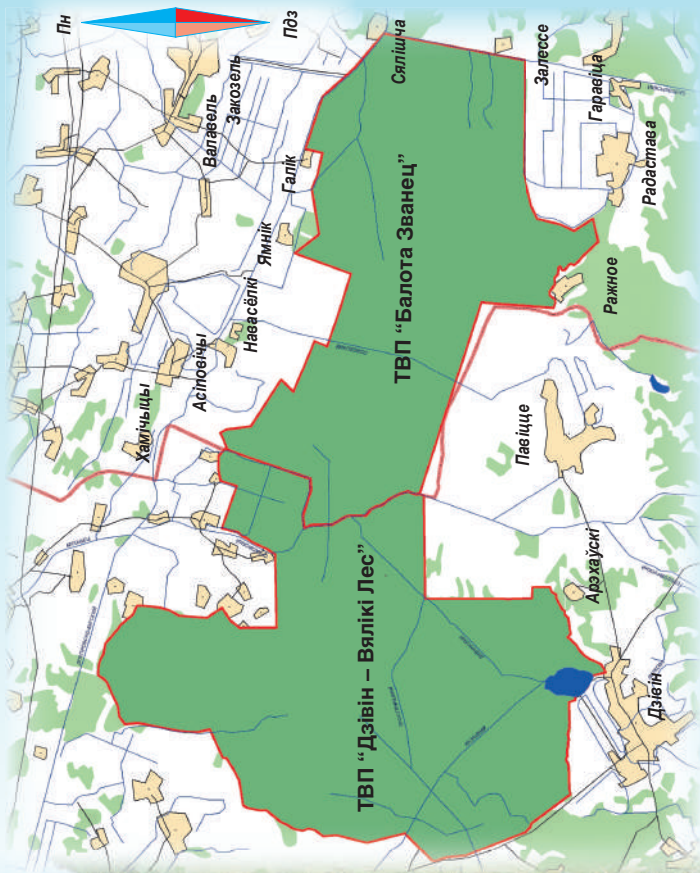 Пн
Пдз
Закозель
Валавель
Сялішча
Залессе
Гаравіца
Радастава
Галік
Ямнік
ТВП “Балота Званец”
Навасёлкі
Асіповічы
Хамічыцы
Ражное
Павіцце
Арэхаўскі
ТВП “Дзівін – Вялікі Лес”
Дзівін